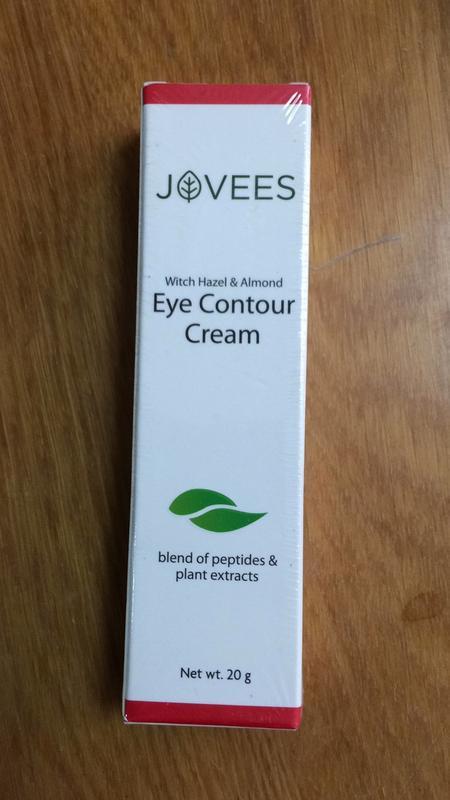 JOVEES
Witch Hazel & Almond
Eye Contour
Cream
blend of peptides &
plant extracts
Net wt. 20 g